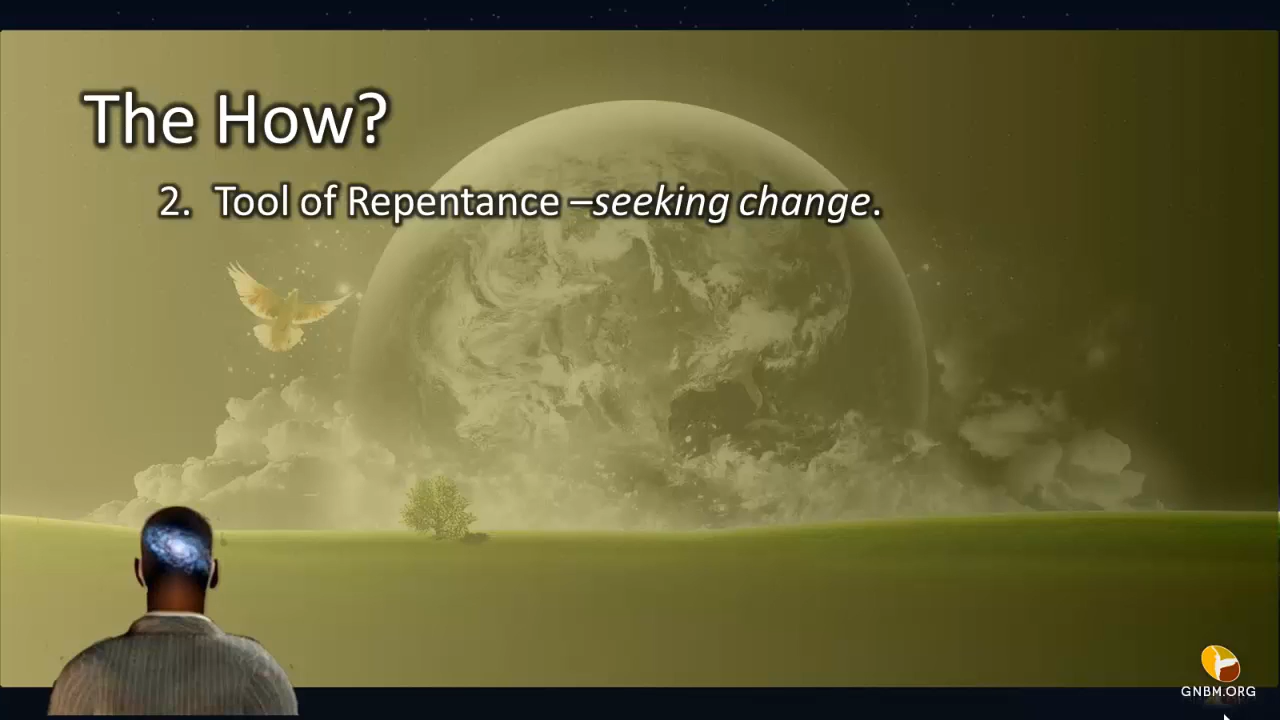 The How?
2. Tool of Repentance –seeking change.
GNBM.ORG